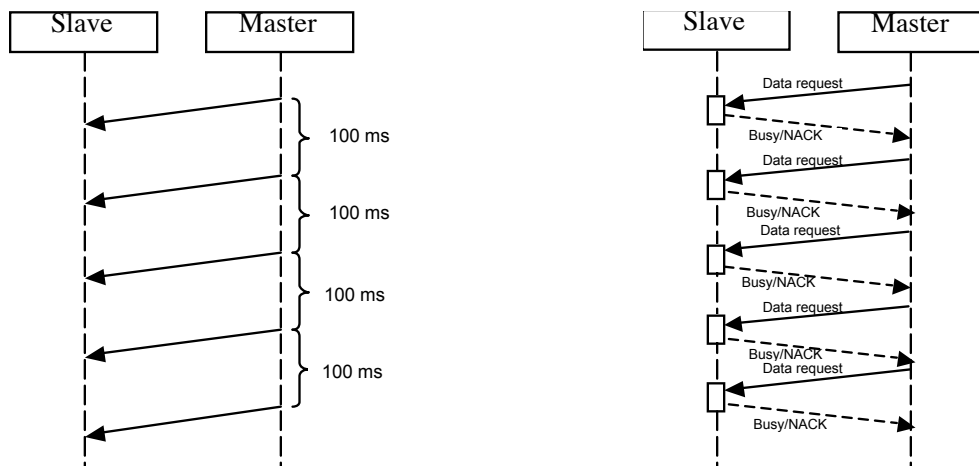 Slave
Master
100 ms
100 ms
100 ms
100 ms
Slave
Master
Data request
Busy/NACK
Data request
Busy/NACK
Data request
Busy/NACK
Data request
Busy/NACK
Data request
Busy/NACK